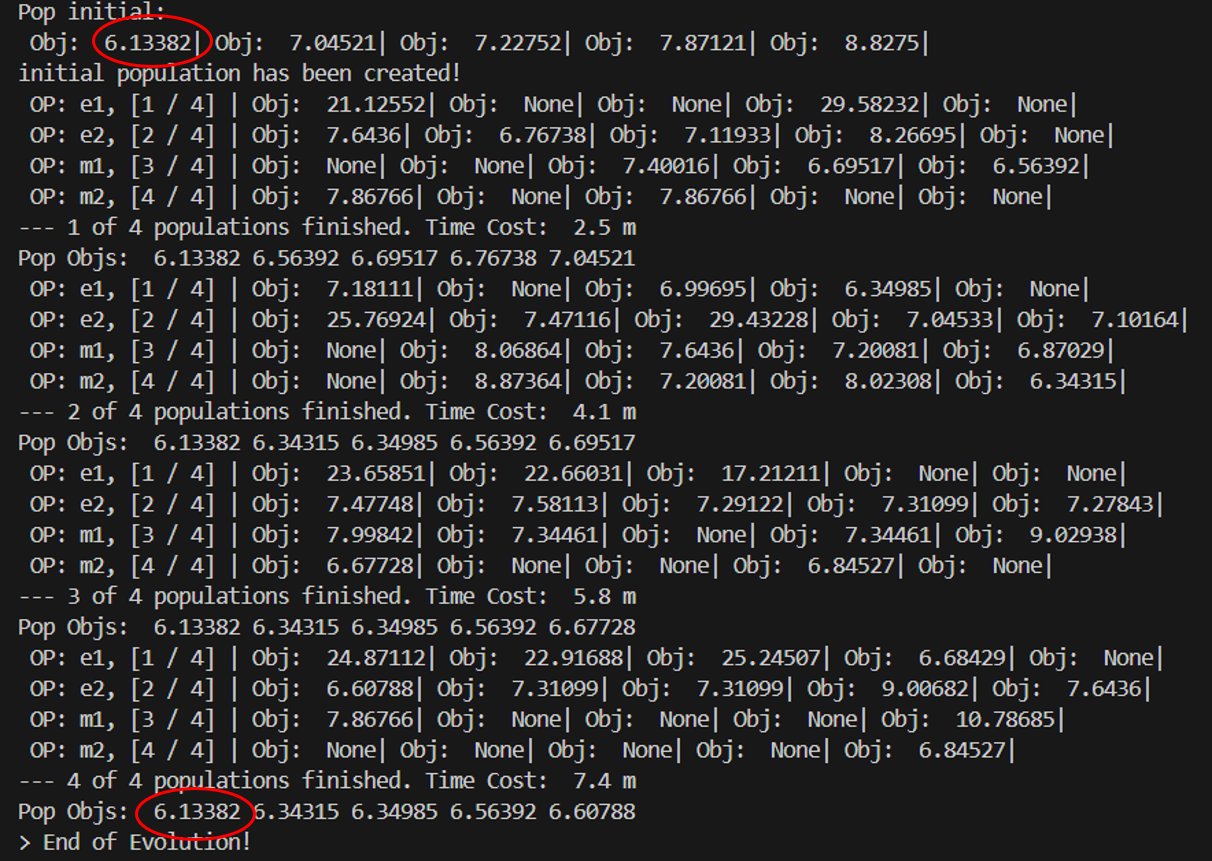 Pop initial:
Obj: 6.13382| Obj: 7.04521| Obj: 7.22752| Obj: 7.87121| Obj: 8.8275|
initial population has been created!
OP: e1, [1 / 4] | Obj: 21.12552| Obj: None| Obj: None| Obj: 29.58232| Obj: None|
OP: e2, [2 / 4] | Obj: 7.6436| Obj: 6.76738| Obj: 7.11933| Obj: 8.26695| Obj: None|
OP: m1, [3 / 4] | Obj: None| Obj: None| Obj: 7.40016| Obj: 6.69517| Obj: 6.56392|
OP: m2, [4 / 4] | Obj: 7.86766| Obj: None| Obj: 7.86766| Obj: None| Obj: None|
--- 1 of 4 populations finished. Time Cost: 2.5 m
Pop Objs: 6.13382 6.56392 6.69517 6.76738 7.04521
OP: e1, [1 / 4] | Obj: 7.18111| Obj: None| Obj: 6.99695| Obj: 6.34985| Obj: None|
OP: e2, [2 / 4] | Obj: 25.76924| Obj: 7.47116| Obj: 29.43228| Obj: 7.04533| Obj: 7.10164|
OP: m1, [3 / 4] | Obj: None| Obj: 8.06864| Obj: 7.6436| Obj: 7.20081| Obj: 6.87029|
OP: m2, [4 / 4] | Obj: None| Obj: 8.87364| Obj: 7.20081| Obj: 8.02308| Obj: 6.34315|
--- 2 of 4 populations finished. Time Cost: 4.1 m
Pop Objs: 6.13382 6.34315 6.34985 6.56392 6.69517
OP: e1, [1 / 4] | Obj: 23.65851| Obj: 22.66031| Obj: 17.21211| Obj: None| Obj: None|
OP: e2, [2 / 4] | Obj: 7.47748| Obj: 7.58113| Obj: 7.29122| Obj: 7.31099| Obj: 7.27843|
OP: m1, [3 / 4] | Obj: 7.99842| Obj: 7.34461| Obj: None| Obj: 7.34461| Obj: 9.02938|
OP: m2, [4 / 4] | Obj: 6.67728| Obj: None| Obj: None| Obj: 6.84527| Obj: None|
--- 3 of 4 populations finished. Time Cost: 5.8 m
Pop Objs: 6.13382 6.34315 6.34985 6.56392 6.67728
OP: e1, [1 / 4] | Obj: 24.87112| Obj: 22.91688| Obj: 25.24507| Obj: 6.68429| Obj: None|
OP: e2, [2 / 4] | Obj: 6.60788| Obj: 7.31099| Obj: 7.31099| Obj: 9.00682| Obj: 7.6436|
OP: m1, [3 / 4] | Obj: 7.86766| Obj: None| Obj: None| Obj: None| Obj: 10.78685|
OP: m2, [4 / 4] | Obj: None| Obj: None| Obj: None| Obj: None| Obj: 6.84527|
--- 4 of 4 populations finished. Time Cost: 7.4 m
Pop Objs: 6.13382 6.34315 6.34985 6.56392 6.60788
> End of Evolution!